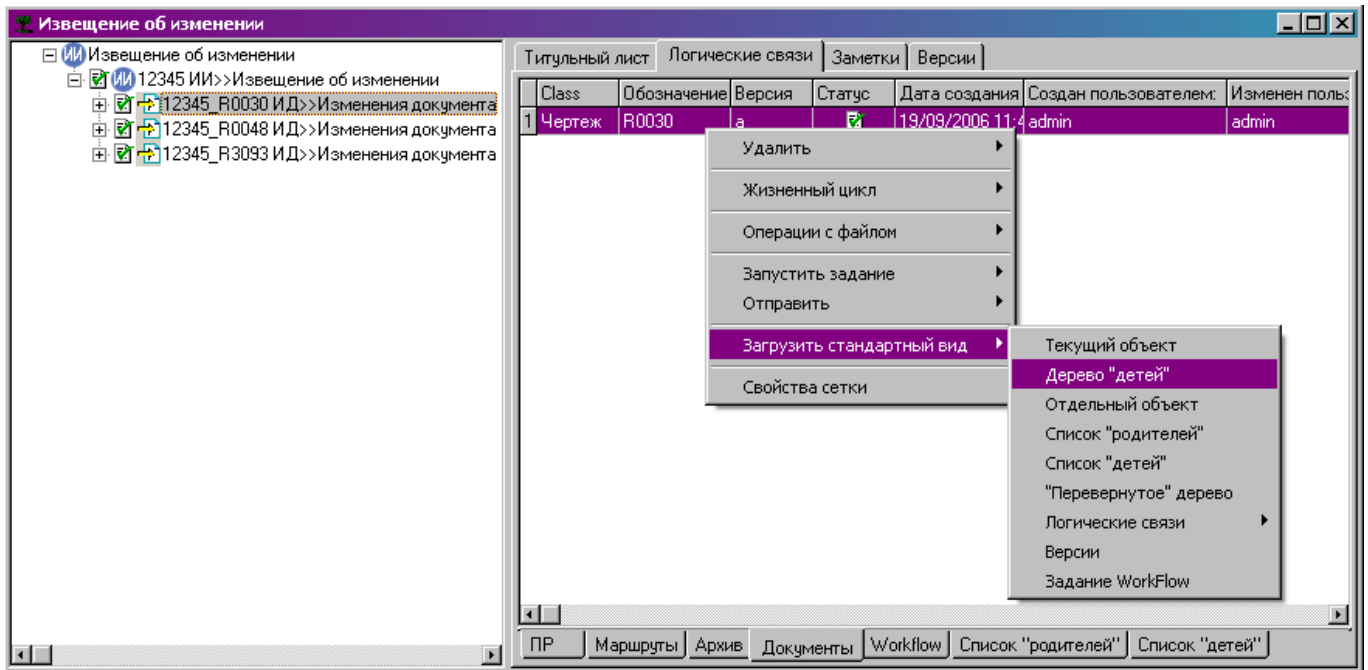 Извещение об изменении
Извещение об изменении
12345 ИИ>>Извещение об изменении
12345_R0030 ИД>>Изменения документа
12345_R0048 ИД>>Изменения документа
12345_R3093 ИД>>Изменения документа
Титульный лист Логические связи Заметки Версии
Class Обозначение Версия Статус Дата создания Создан пользователем: Изменен польз
1 Чертеж R0030 а 19/09/2006 11:4 admin admin
Удалить
Жизненный цикл
Операции с файлом
Запустить задание
Отправить
Загрузить стандартный вид
Свойства сетки
Текущий объект
Дерево "детей"
Отдельный объект
Список "родителей"
Список "детей"
"Перевернутое" дерево
Логические связи
Версии
Задание WorkFlow
ПР Маршруты Архив Документы Workflow Список "родителей" Список "детей"